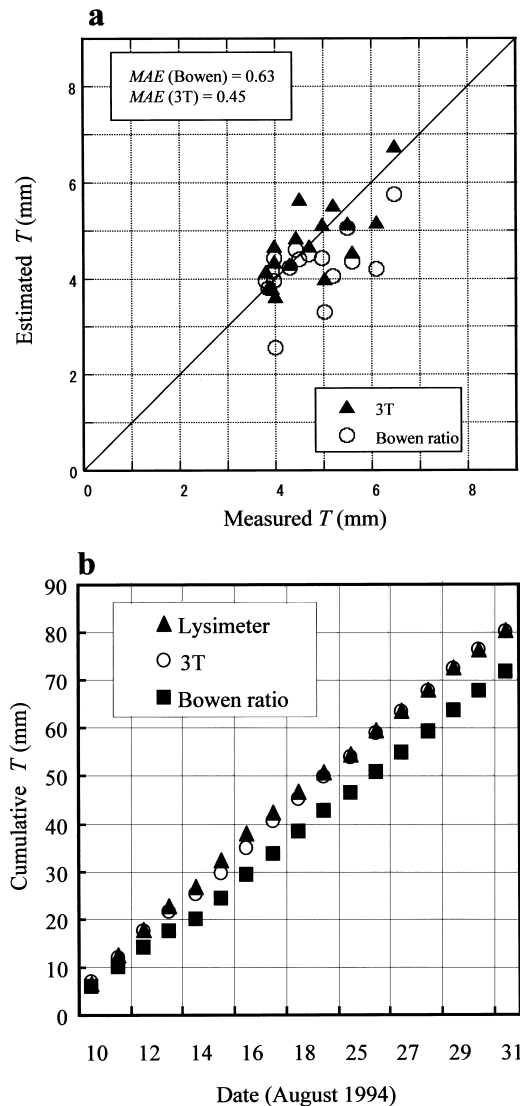 a
MAE (Bowen) = 0.63
MAE (3T) = 0.45
8
6
4
2
0
Estimated T (mm)
3T
Bowen ratio
0 2 4 6 8
Measured T (mm)
b
90
80
70
60
50
40
30
20
10
0
Cumulative T (mm)
Lysimeter
3T
Bowen ratio
10 12 14 16 18 25 27 29 31
Date (August 1994)